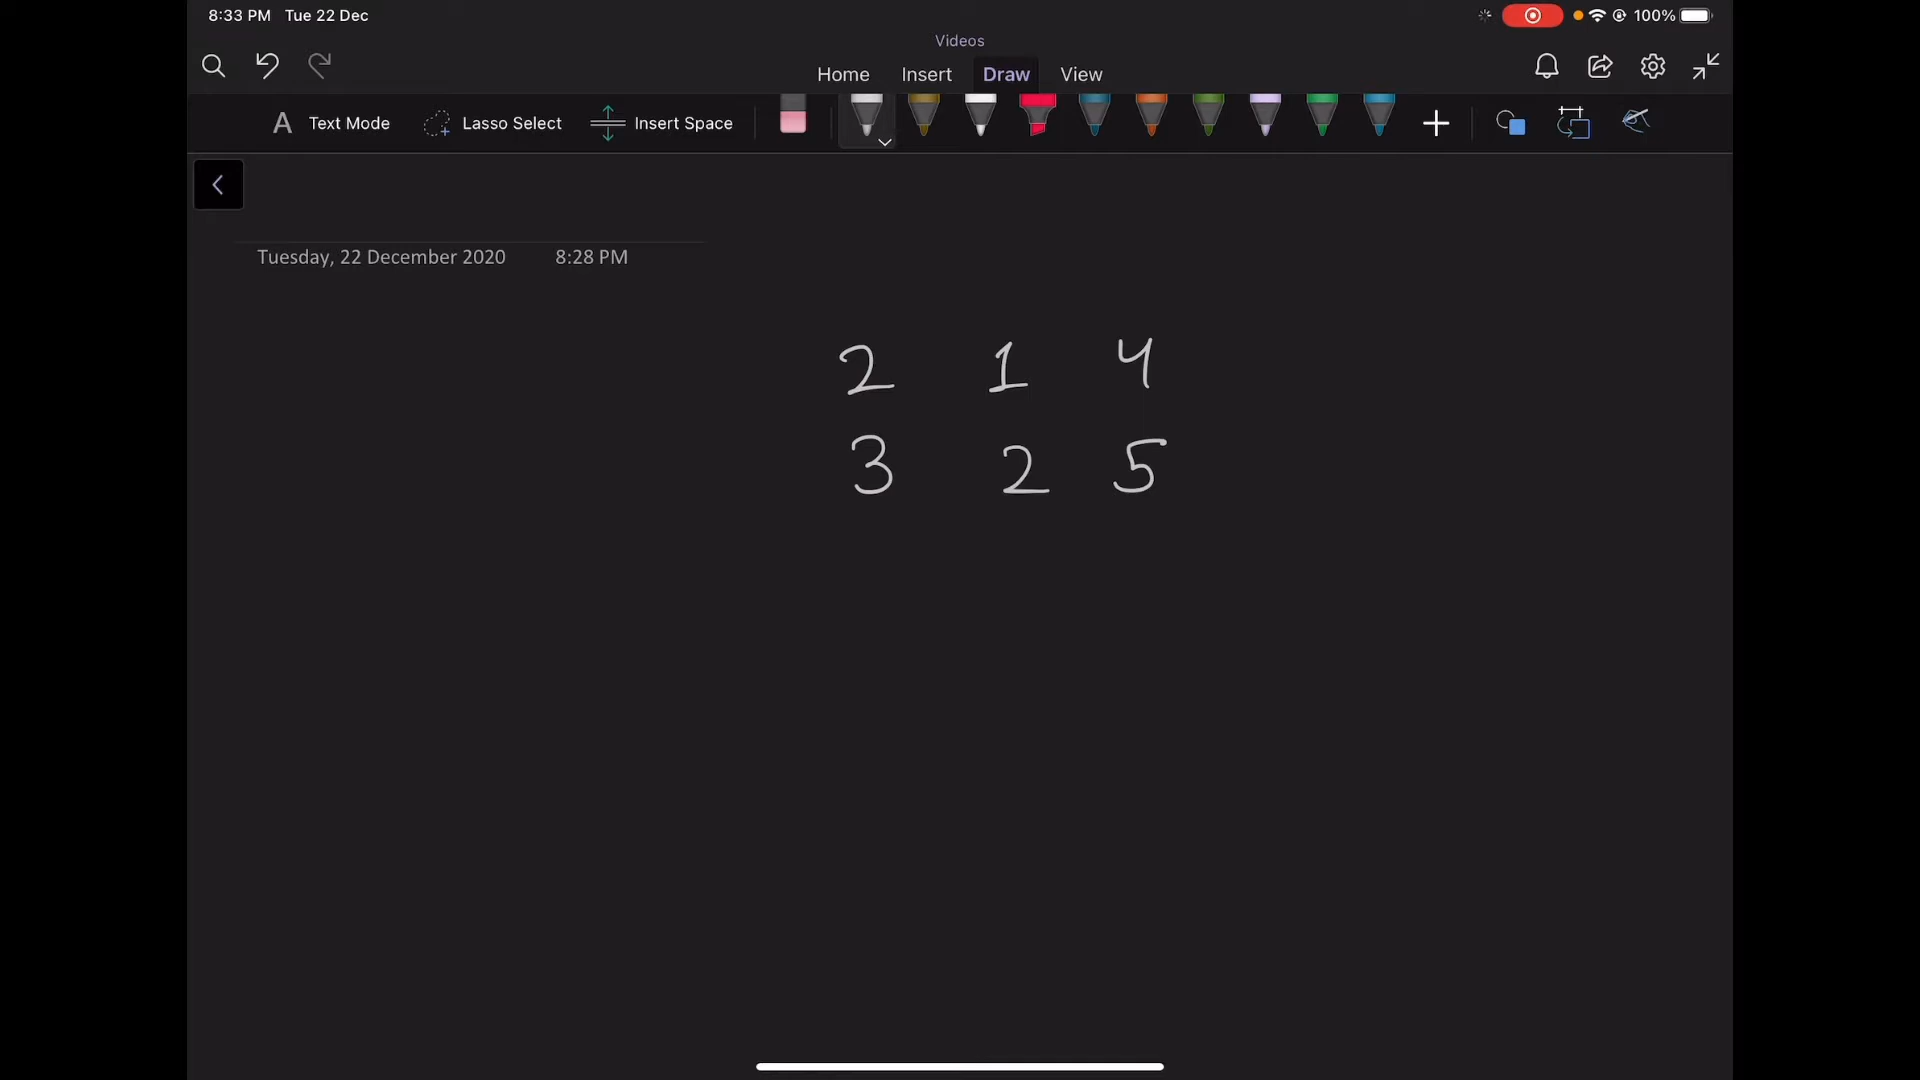 8:33 PM Tue 22 Dec 100%
Videos
Home Insert Draw View
A Text Mode Lasso Select Insert Space
Tuesday, 22 December 2020 8:28 PM
2 1 4
3 2 5